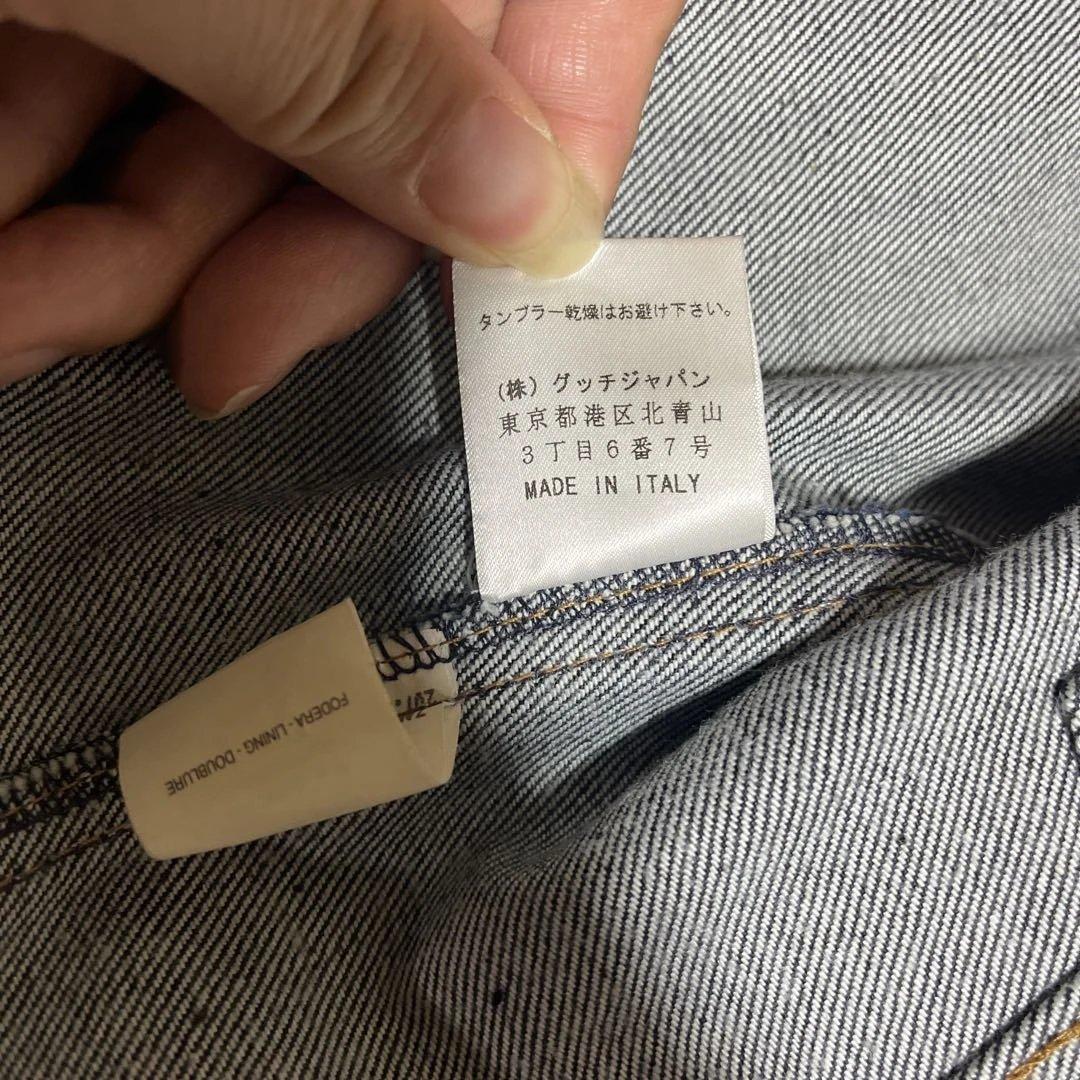 タンブラー乾燥はお避け下さい。
(株) グッチジャパン
東京都港区北青山
3丁目6番7号
MADE IN ITALY
FODERA - LINING - DOUBLURE